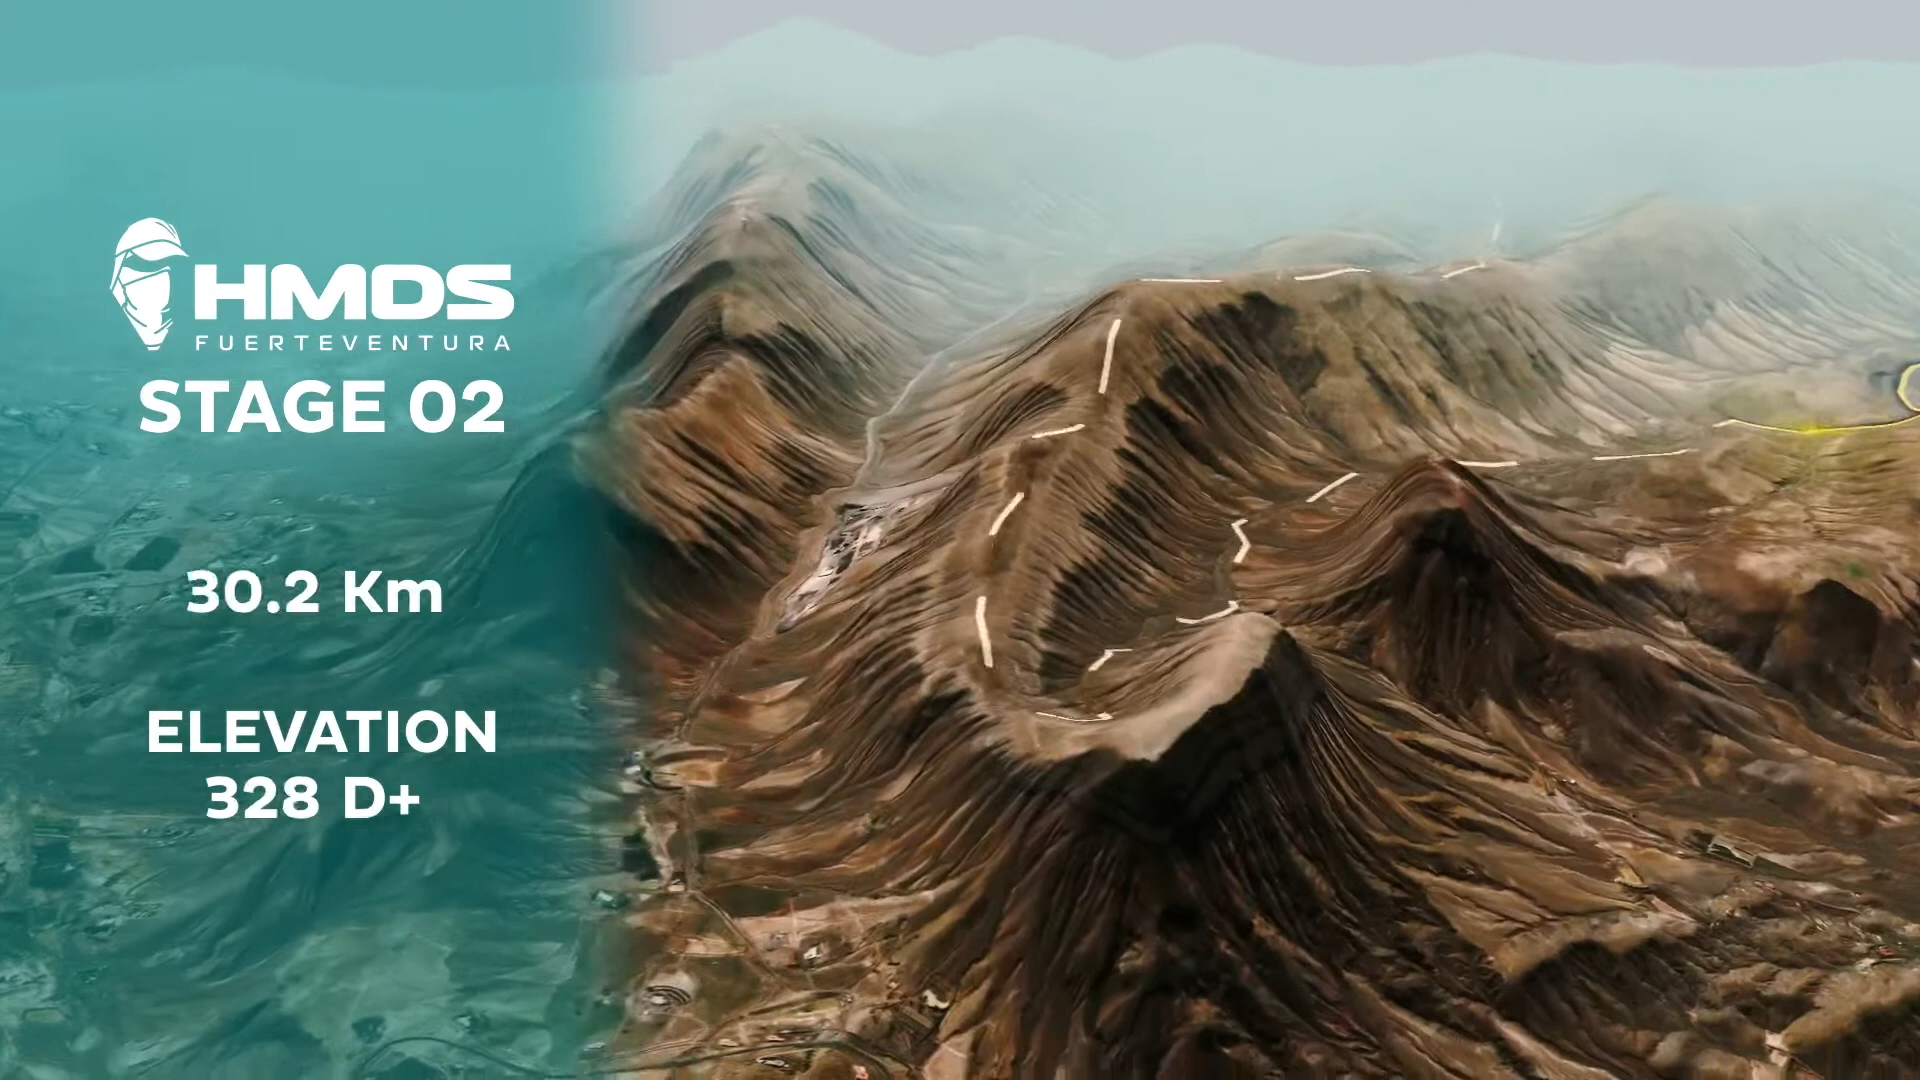 HMDS
FUERTEVENTURA
STAGE 02
30.2 Km
ELEVATION
328 D+